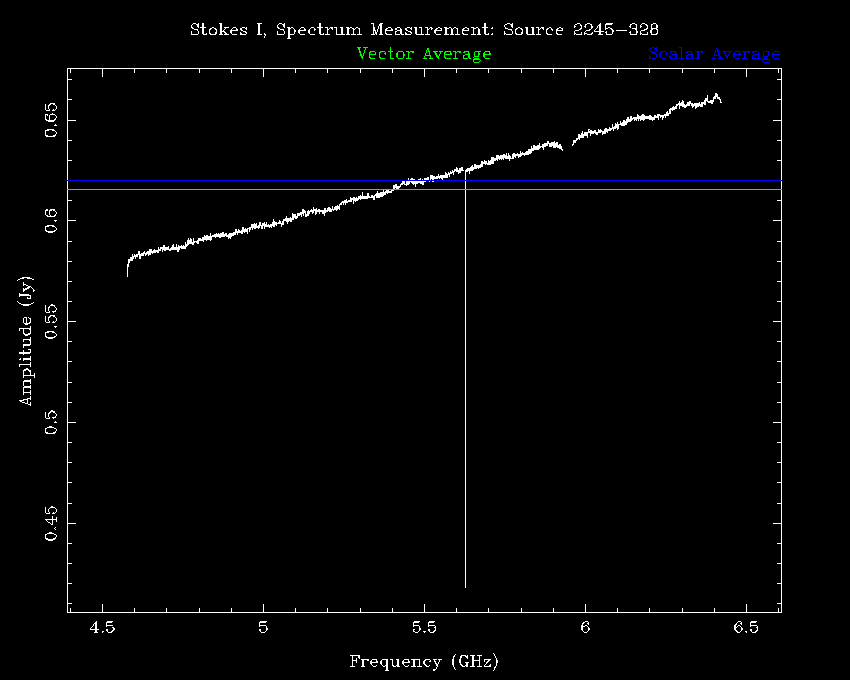 Stokes I, Spectrum Measurement: Source 2245−328
Vector Average
Scalar Average
Amplitude (Jy)
0.65
0.6
0.55
0.5
0.45
4.5
5
5.5
6
6.5
Frequency (GHz)